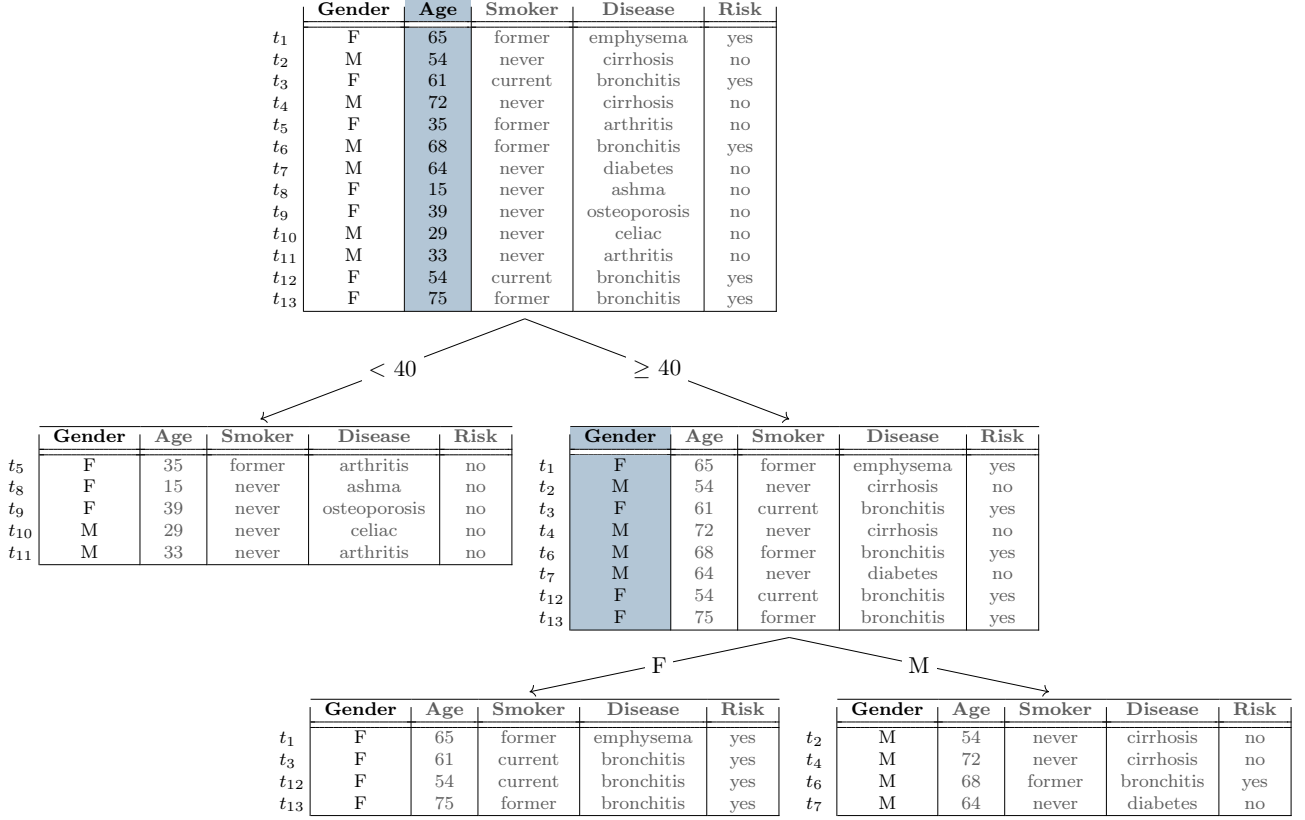 Gender Age Smoker Disease Risk
t1 F 65 former emphysema yes
t2 M 54 never cirrhosis no
t3 F 61 current bronchitis yes
t4 M 72 never cirrhosis no
t5 F 35 former arthritis no
t6 M 68 former bronchitis yes
t7 M 64 never diabetes no
t8 F 15 never ashma no
t9 F 39 never osteoporosis no
t10 M 29 never celiac no
t11 M 33 never arthritis no
t12 F 54 current bronchitis yes
t13 F 75 former bronchitis yes
< 40
≥ 40
Gender Age Smoker Disease Risk
t5 F 35 former arthritis no
t8 F 15 never ashma no
t9 F 39 never osteoporosis no
t10 M 29 never celiac no
t11 M 33 never arthritis no
Gender Age Smoker Disease Risk
t1 F 65 former emphysema yes
t2 M 54 never cirrhosis no
t3 F 61 current bronchitis yes
t4 M 72 never cirrhosis no
t6 M 68 former bronchitis yes
t7 M 64 never diabetes no
t12 F 54 current bronchitis yes
t13 F 75 former bronchitis yes
F
M
Gender Age Smoker Disease Risk
t1 F 65 former emphysema yes
t3 F 61 current bronchitis yes
t12 F 54 current bronchitis yes
t13 F 75 former bronchitis yes
Gender Age Smoker Disease Risk
t2 M 54 never cirrhosis no
t4 M 72 never cirrhosis no
t6 M 68 former bronchitis yes
t7 M 64 never diabetes no